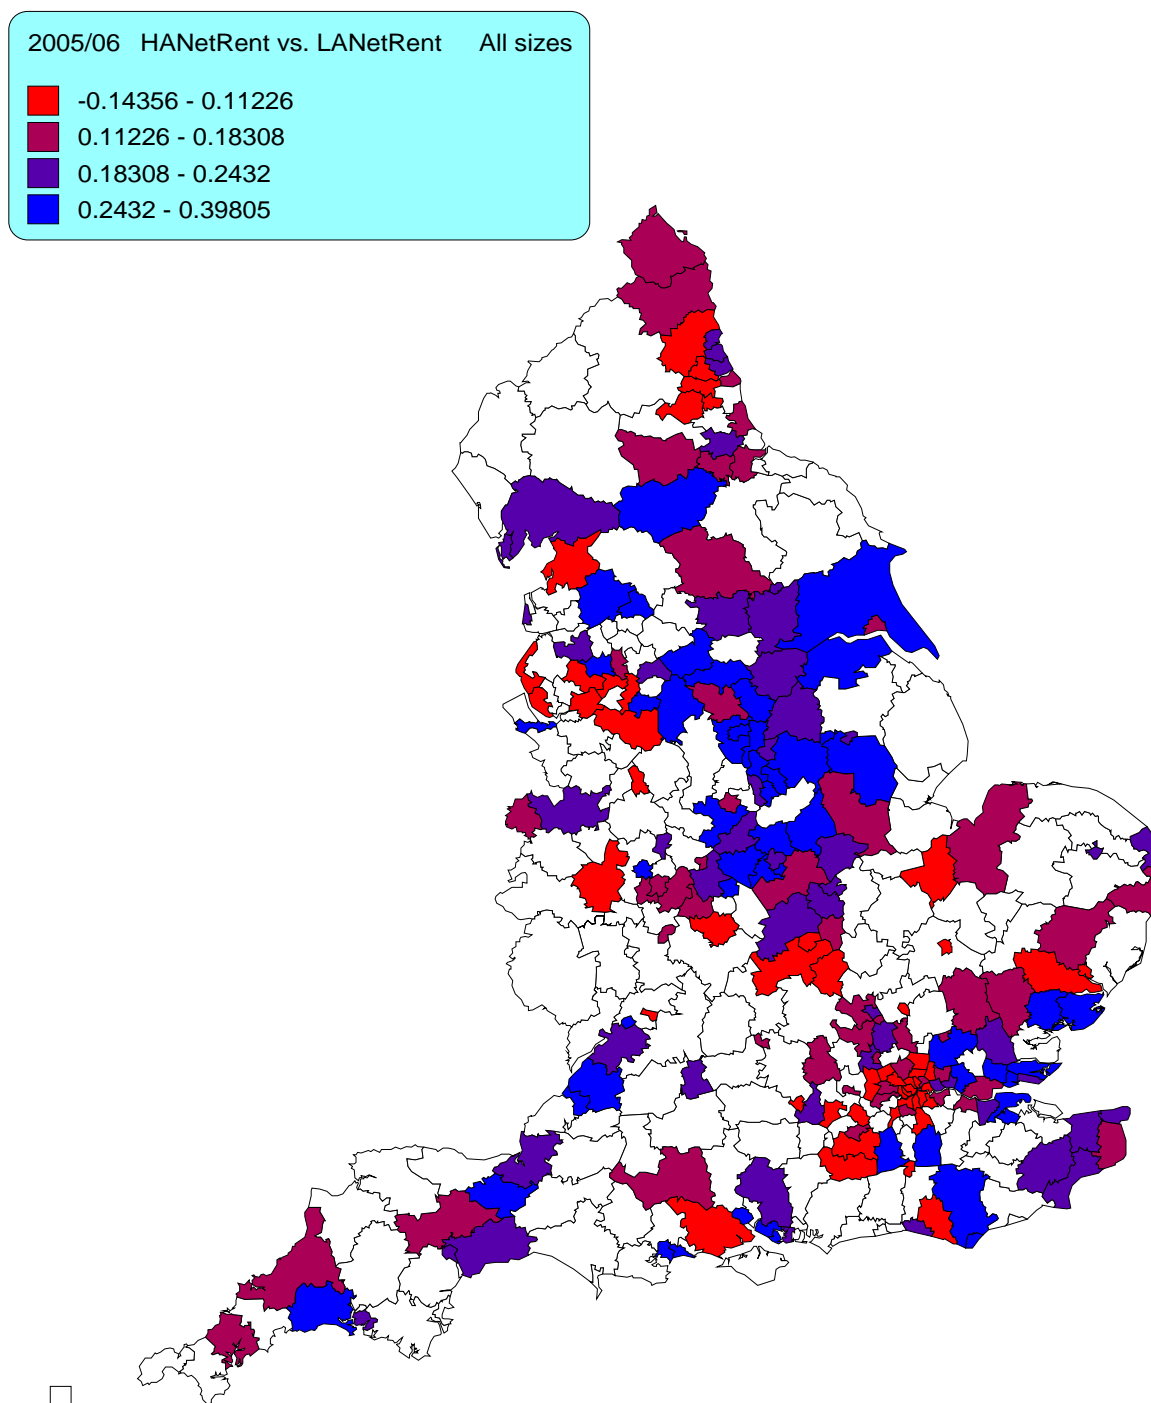 2005/06 HANetRent vs. LANetRent All sizes
-0.14356 - 0.11226
0.11226 - 0.18308
0.18308 - 0.2432
0.2432 - 0.39805